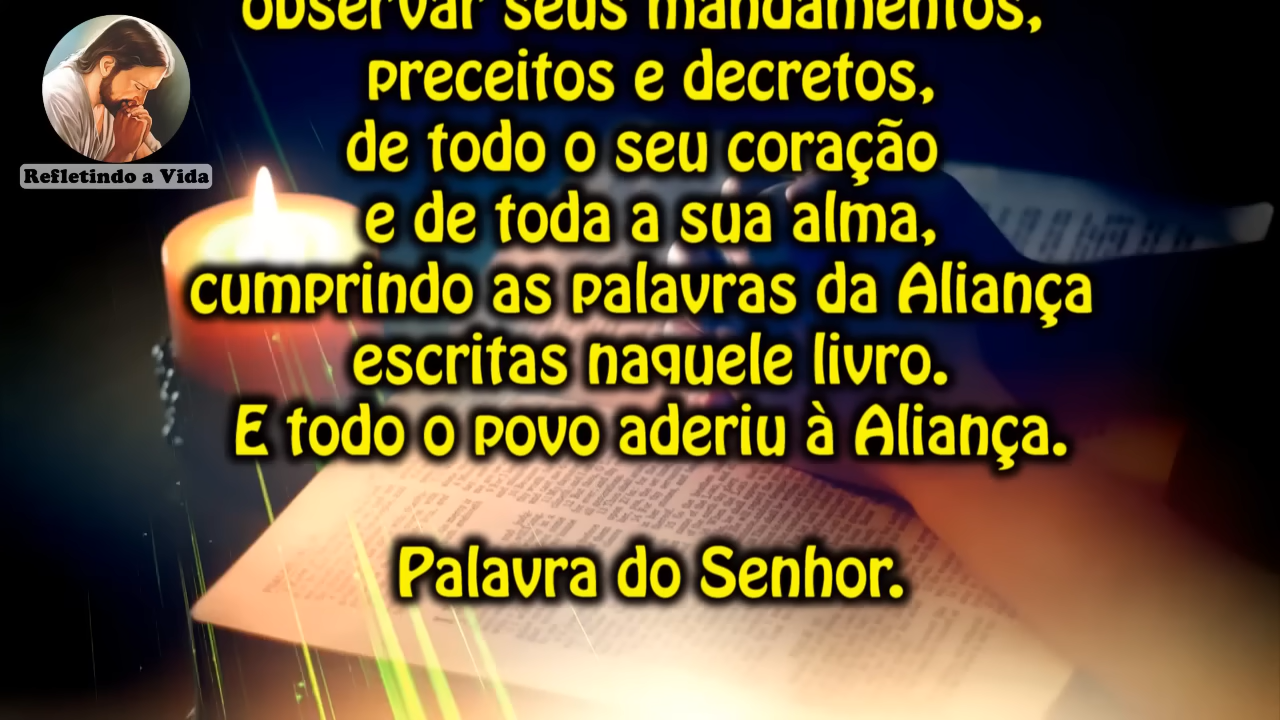 Refletindo a Vida
observar seus mandamentos,
preceitos e decretos,
de todo o seu coração
e de toda a sua alma,
cumprindo as palavras da Aliança
escritas naquele livro.
E todo o povo aderiu à Aliança.
Palavra do Senhor.